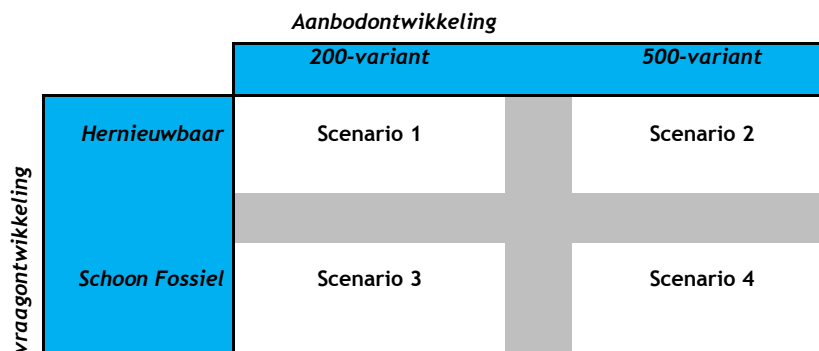 Aanbodontwikkeling
200-variant 500-variant
Hernieuwbaar Scenario 1 Scenario 2
vraagontwikkeling
Schoon Fossiel Scenario 3 Scenario 4